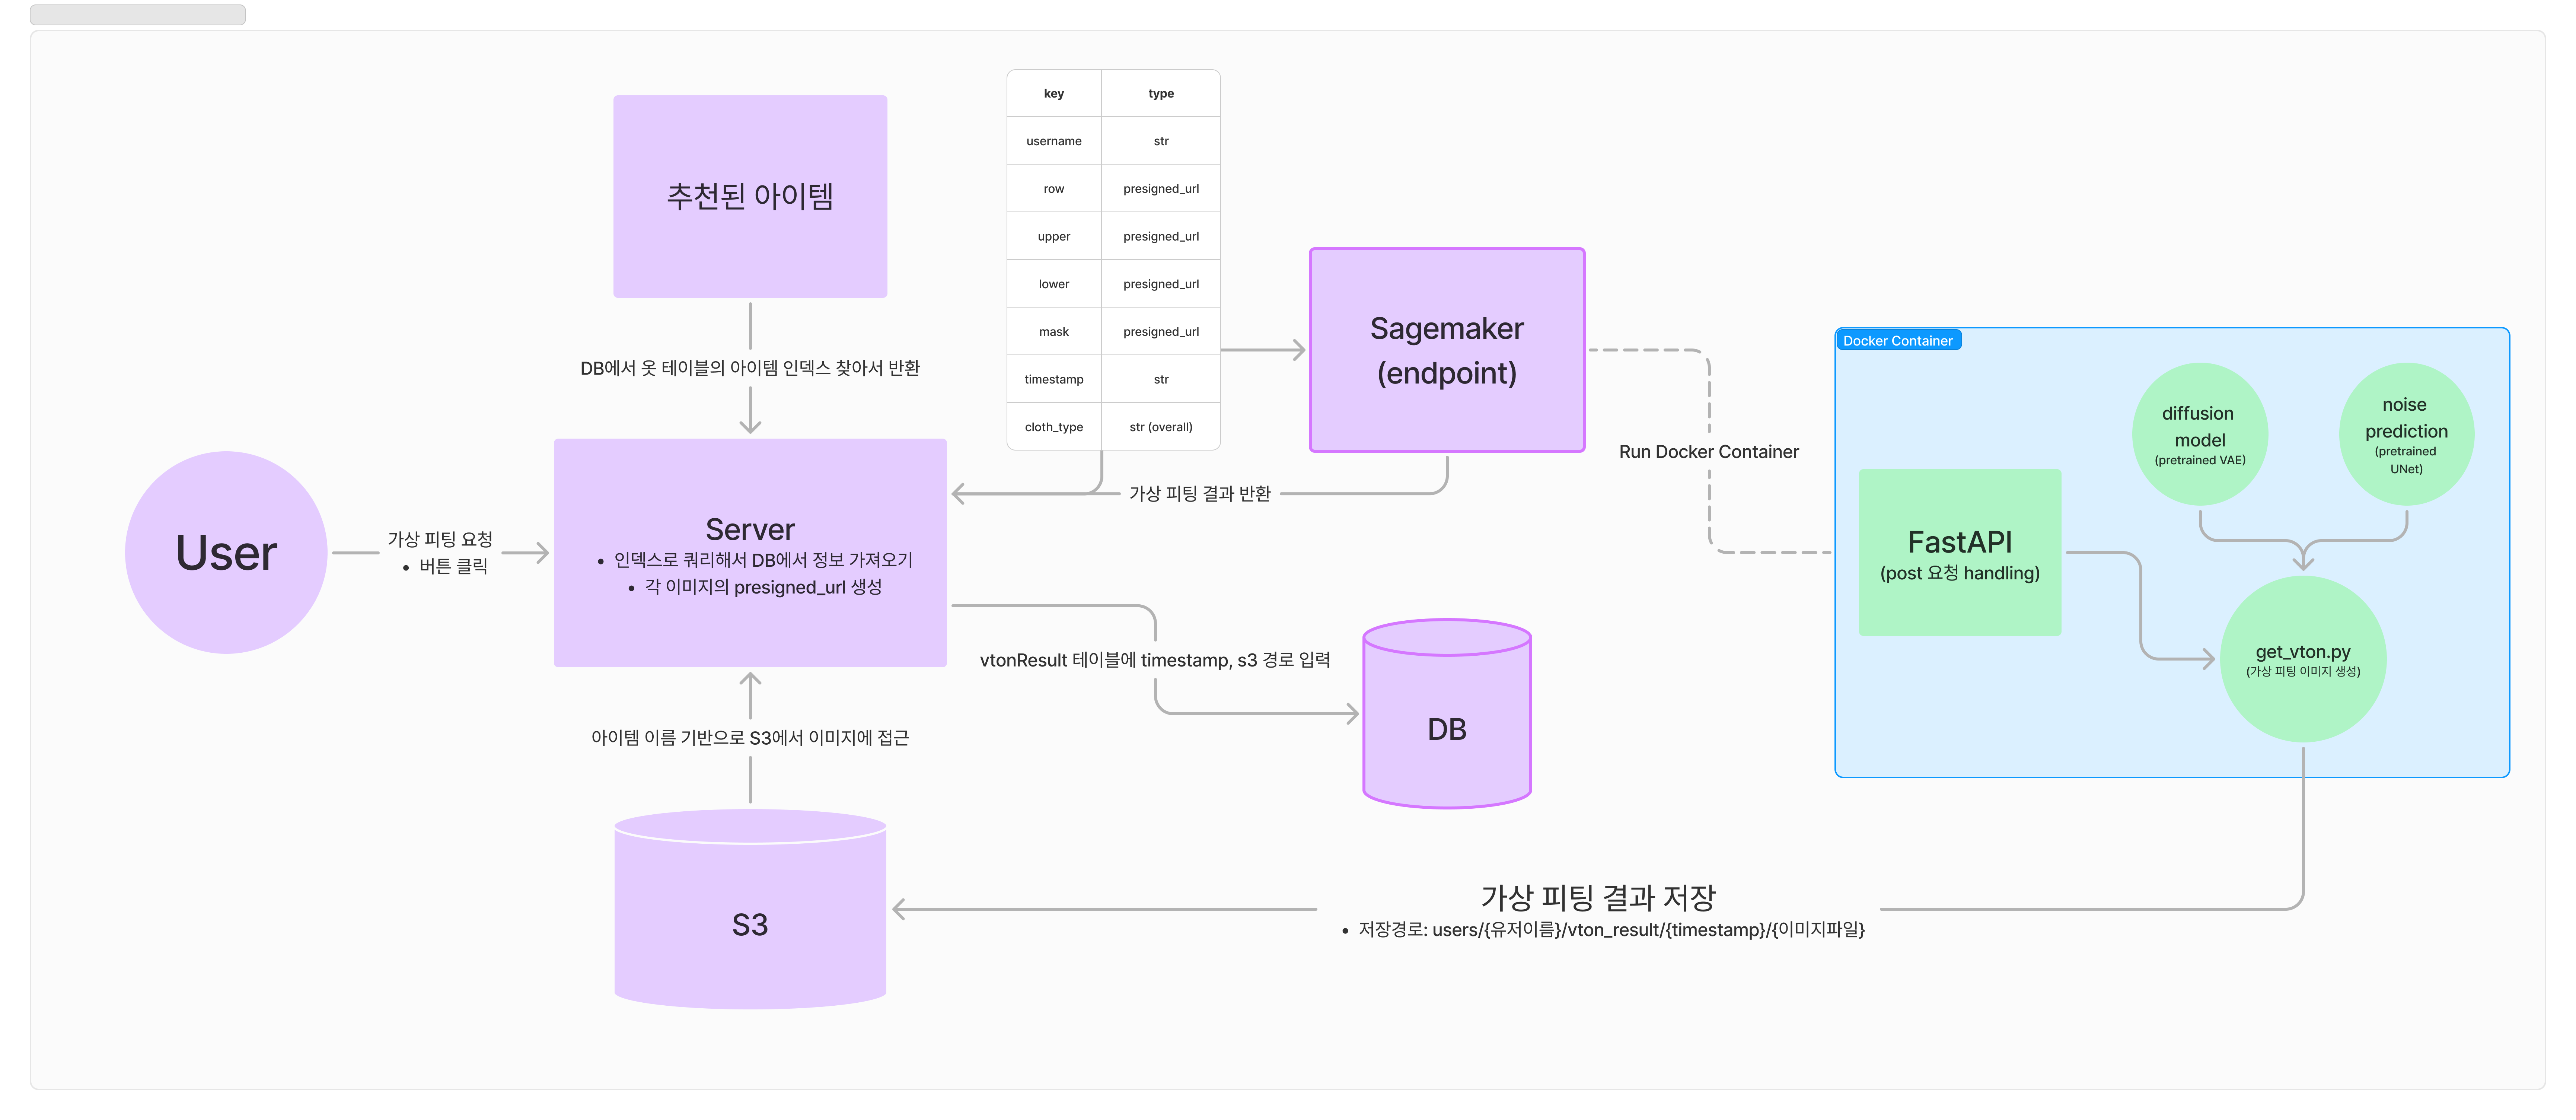 추천된 아이템
DB에서 옷 테이블의 아이템 인덱스 찾아서 반환
key type
username str
row presigned_url
upper presigned_url
lower presigned_url
mask presigned_url
timestamp str
cloth_type str (overall)
Sagemaker
(endpoint)
가상 피팅 결과 반환
User
가상 피팅 요청
• 버튼 클릭
Server
• 인덱스로 쿼리해서 DB에서 정보 가져오기
• 각 이미지의 presigned_url 생성
Run Docker Container
Docker Container
diffusion
model
(pretrained VAE)
noise
prediction
(pretrained
UNet)
FastAPI
(post 요청 handling)
get_vton.py
(가상 피팅 이미지 생성)
vtonResult 테이블에 timestamp, s3 경로 입력
DB
아이템 이름 기반으로 S3에서 이미지에 접근
S3
가상 피팅 결과 저장
• 저장경로: users/{유저이름}/vton_result/{timestamp}/{이미지파일}